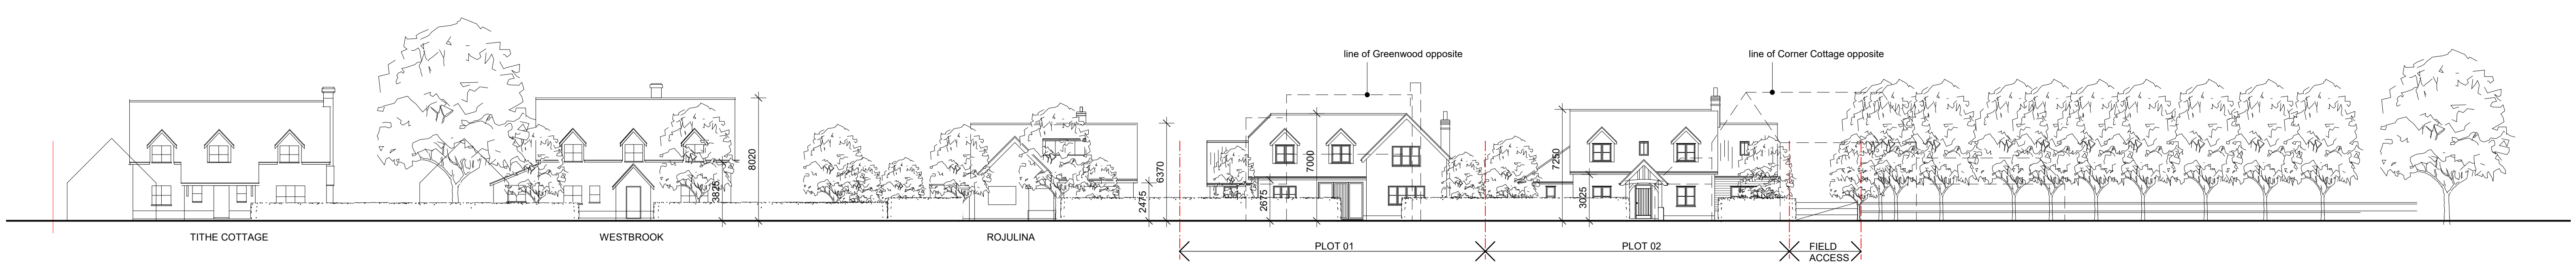 line of Greenwood opposite
line of Corner Cottage opposite
8020
3825
6370
2475
7000
2675
7250
3025
TITHE COTTAGE
WESTBROOK
ROJULINA
PLOT 01
PLOT 02
FIELD
ACCESS